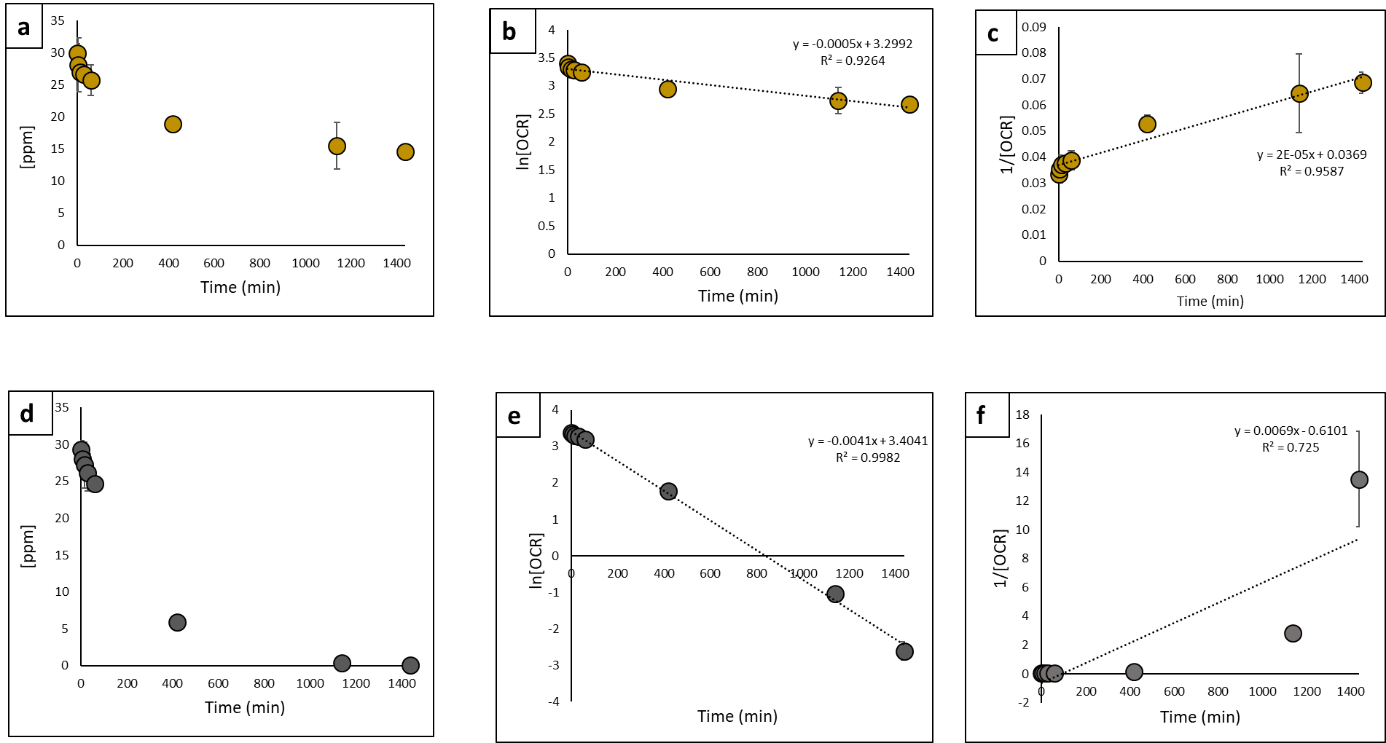 a
35
30
25
20
15
10
5
0
[ppm]
0 200 400 600 800 1000 1200 1400
Time (min)
b
4
3.5
3
2.5
2
1.5
1
0.5
0
ln[OCR]
y = -0.0005x + 3.2992
R² = 0.9264
0 200 400 600 800 1000 1200 1400
Time (min)
c
0.09
0.08
0.07
0.06
0.05
0.04
0.03
0.02
0.01
0
1/[OCR]
y = 2E-05x + 0.0369
R² = 0.9587
0 200 400 600 800 1000 1200 1400
Time (min)
d
35
30
25
20
15
10
5
0
[ppm]
0 200 400 600 800 1000 1200 1400
Time (min)
e
4
3
2
1
0
-1
-2
-3
-4
ln[OCR]
y = -0.0041x + 3.4041
R² = 0.9982
0 200 400 600 800 1000 1200 1400
Time (min)
f
18
16
14
12
10
8
6
4
2
0
-2
1/[OCR]
y = 0.0069x - 0.6101
R² = 0.725
0 200 400 600 800 1000 1200 1400
Time (min)